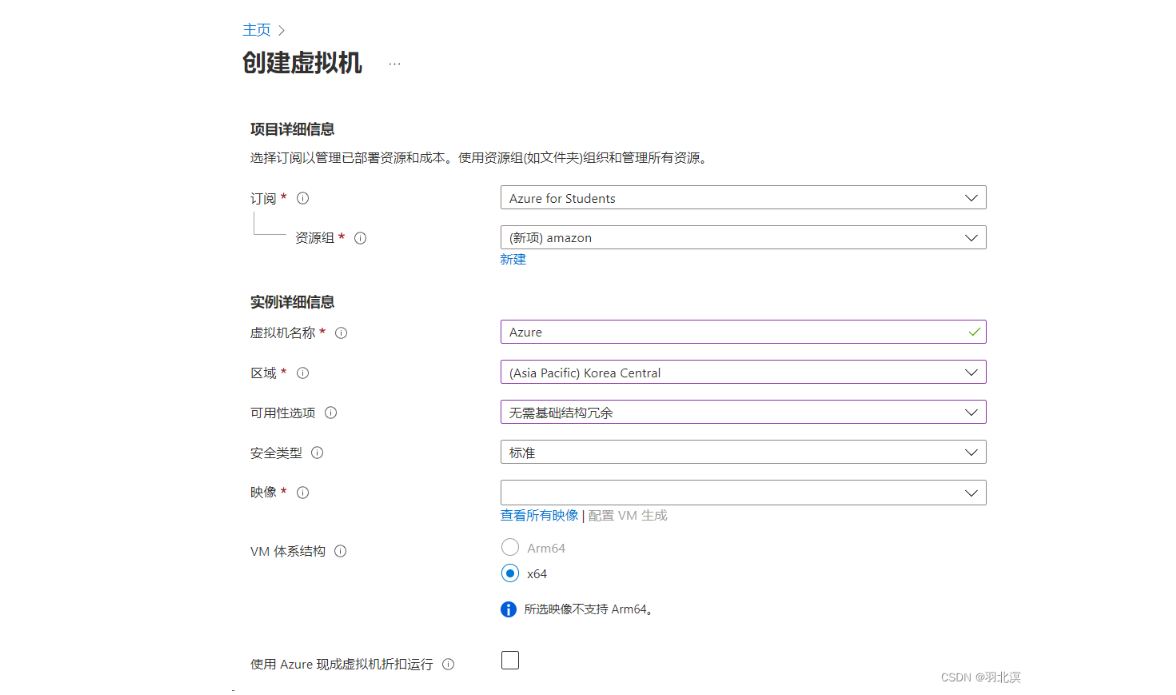 主页 >
创建虚拟机 ...
项目详细信息
选择订阅以管理已部署资源和成本。使用资源组(如文件夹)组织和管理所有资源。
订阅 * Azure for Students
资源组 * (新项) amazon
新建
实例详细信息
虚拟机名称 * Azure
区域 * (Asia Pacific) Korea Central
可用性选项 无需基础结构冗余
安全类型 标准
映像 *
查看所有映像 | 配置 VM 生成
VM 体系结构 Arm64
x64
所选映像不支持 Arm64。
使用 Azure 现成虚拟机折扣运行
CSDN @羽北溟